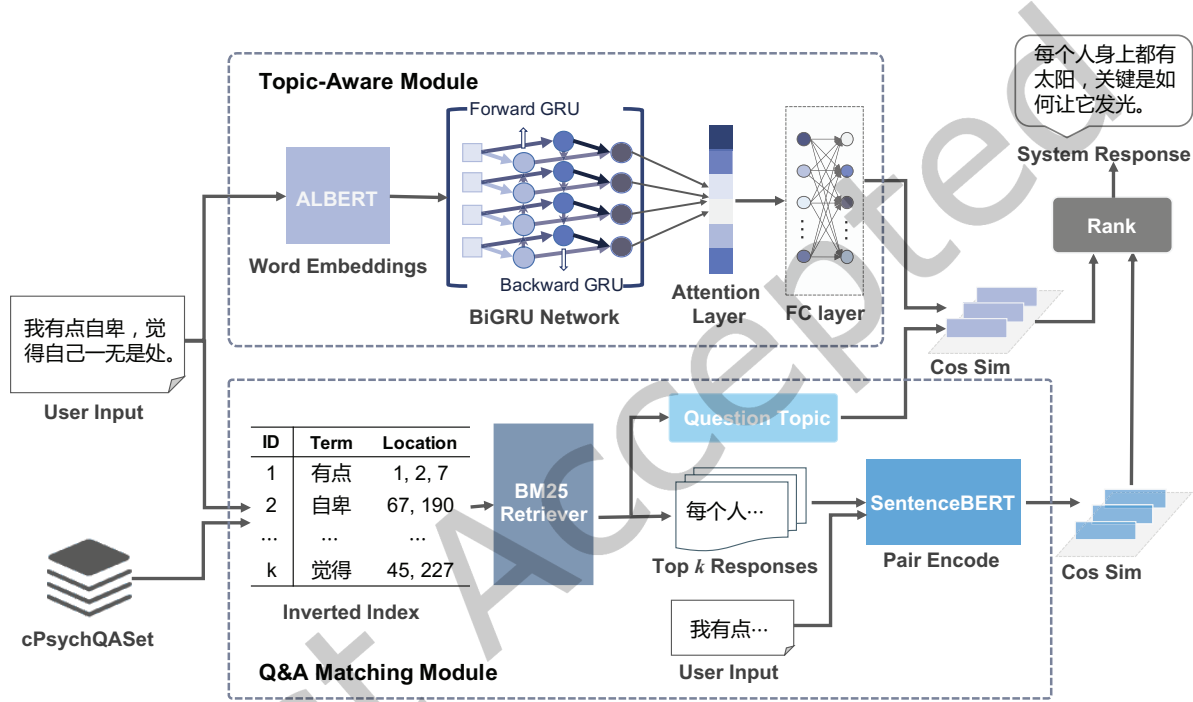 Topic-Aware Module
Forward GRU
ALBERT
Word Embeddings
Backward GRU
BiGRU Network
Attention
Layer
FC layer
每个人身上都有
太阳，关键是如
何让它发光。
System Response
Rank
Cos Sim
我有点自卑，觉
得自己一无是处。
User Input
cPsychQASet
ID Term Location
1 有点 1, 2, 7
2 自卑 67, 190
... ... ...
k 觉得 45, 227
Inverted Index
BM25
Retriever
Question Topic
每个人···
Top k Responses
我有点···
User Input
SentenceBERT
Pair Encode
Cos Sim
Q&A Matching Module
Accepted